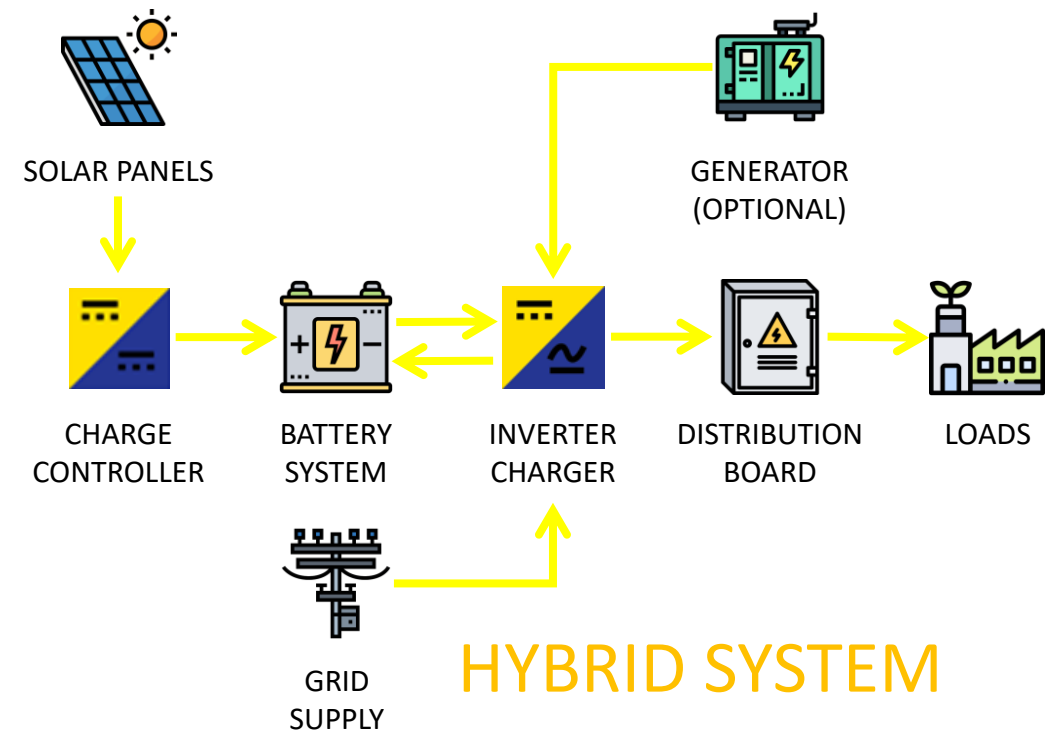 SOLAR PANELS
GENERATOR
(OPTIONAL)
CHARGE
CONTROLLER
BATTERY
SYSTEM
INVERTER
CHARGER
DISTRIBUTION
BOARD
LOADS
GRID
SUPPLY
HYBRID SYSTEM